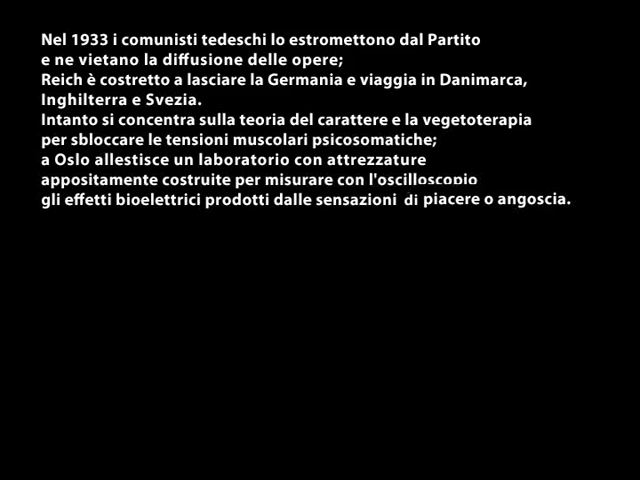 Nel 1933 i comunisti tedeschi lo estromettono dal Partito
e ne vietano la diffusione delle opere;
Reich è costretto a lasciare la Germania e viaggia in Danimarca,
Inghilterra e Svezia.
Intanto si concentra sulla teoria del carattere e la vegetoterapia
per sbloccare le tensioni muscolari psicosomatiche;
a Oslo allestisce un laboratorio con attrezzature
appositamente costruite per misurare con l'oscilloscopio
gli effetti bioelettrici prodotti dalle sensazioni di piacere o angoscia.